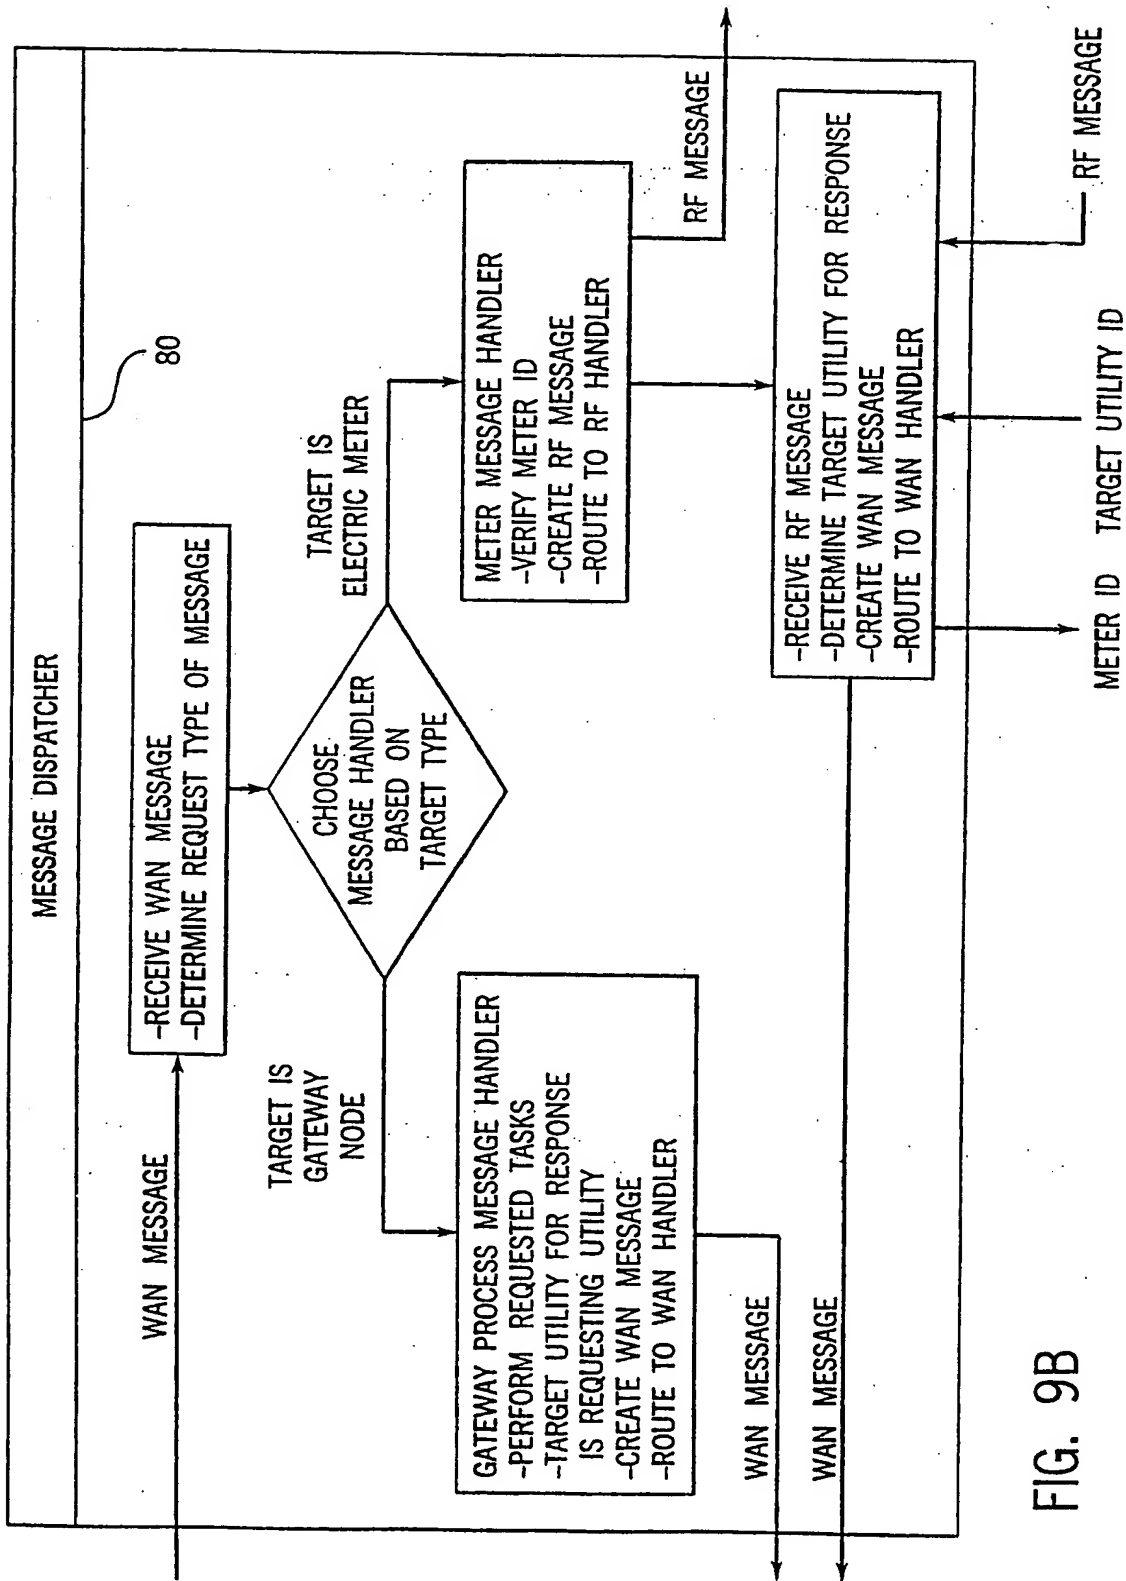 MESSAGE DISPATCHER
80
WAN MESSAGE
-RECEIVE WAN MESSAGE
-DETERMINE REQUEST TYPE OF MESSAGE
CHOOSE
MESSAGE HANDLER
BASED ON
TARGET TYPE
TARGET IS
GATEWAY
NODE
TARGET IS
ELECTRIC METER
GATEWAY PROCESS MESSAGE HANDLER
-PERFORM REQUESTED TASKS
-TARGET UTILITY FOR RESPONSE
IS REQUESTING UTILITY
-CREATE WAN MESSAGE
-ROUTE TO WAN HANDLER
METER MESSAGE HANDLER
-VERIFY METER ID
-CREATE RF MESSAGE
-ROUTE TO RF HANDLER
RF MESSAGE
WAN MESSAGE
WAN MESSAGE
-RECEIVE RF MESSAGE
-DETERMINE TARGET UTILITY FOR RESPONSE
-CREATE WAN MESSAGE
-ROUTE TO WAN HANDLER
METER ID
TARGET UTILITY ID
RF MESSAGE
FIG. 9B